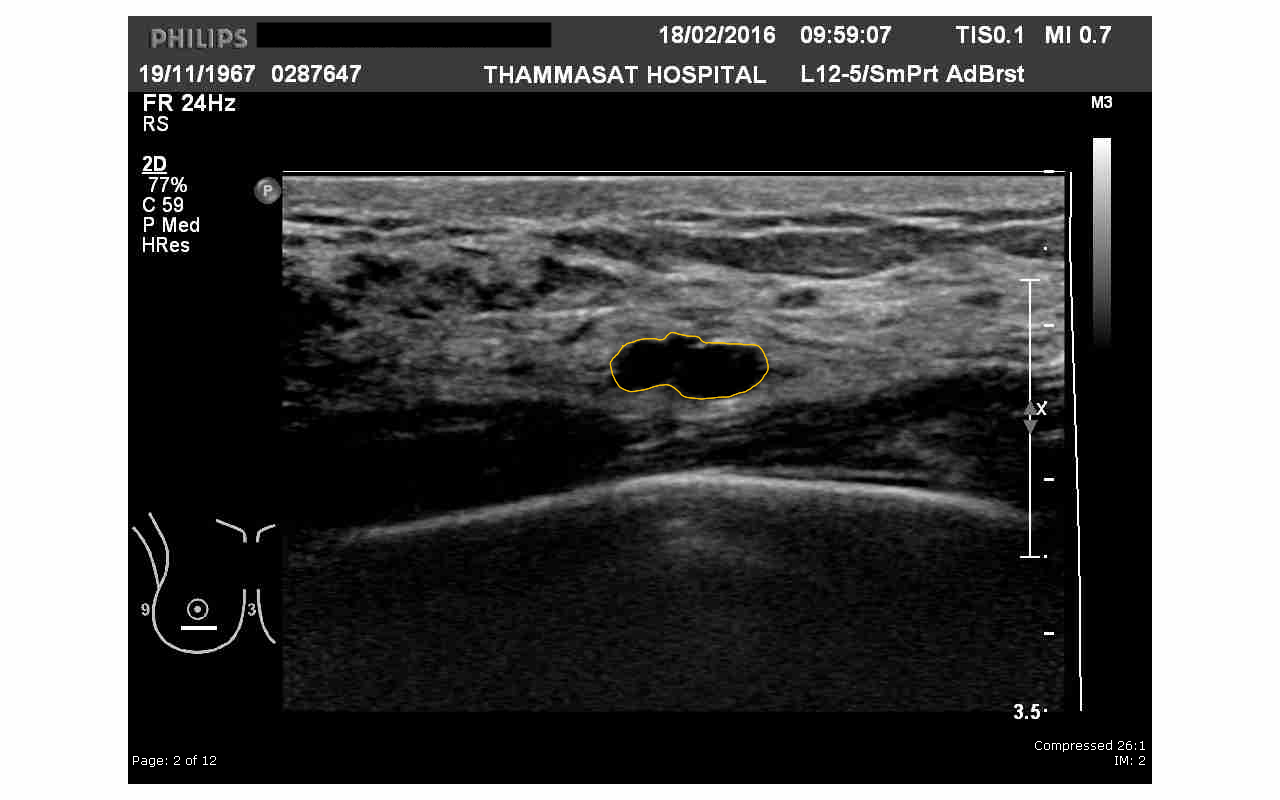 PHILIPS 18/02/2016 09:59:07 TIS0.1 MI 0.7
19/11/1967 0287647 THAMMASAT HOSPITAL L12-5/SmPrt AdBrst
FR 24Hz
RS
M3
2D
77%
C 59
P Med
HRes
P
X
9 3
3.5
Compressed 26:1
Page: 2 of 12
IM: 2